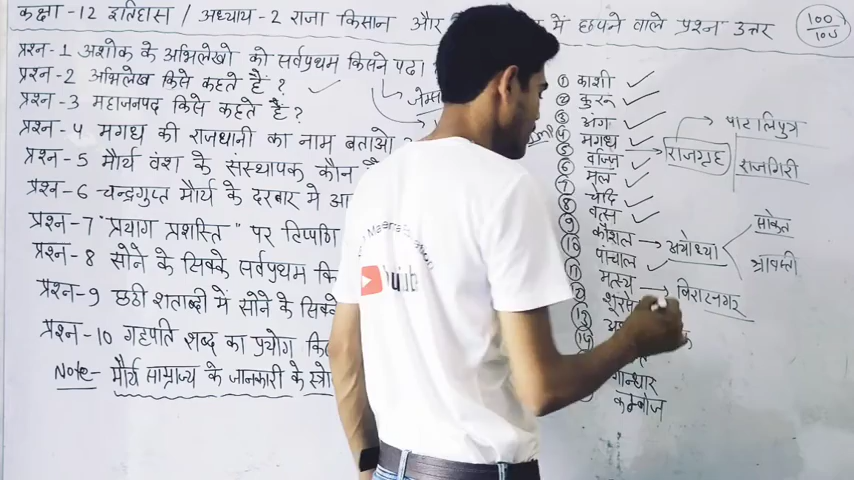 कक्षा-12 इतिहास / अध्याय-2 राजा किसान और में छपने वाले प्रश्न उत्तर
100/100
प्रश्न-1 अशोक के अभिलेखो को सर्वप्रथम किसने पढा
प्रश्न-2 अभिलेख किसे कहते हैं ?
प्रश्न-3 महाजनपद किसे कहते हैं ?
प्रश्न-4 मगध की राजधानी का नाम बताओ ?
प्रश्न-5 मौर्य वंश के संस्थापक कौन
प्रश्न-6 -चन्द्रगुप्त मौर्य के दरबार मे
प्रश्न-7 "प्रयाग प्रशस्ति" पर टिप्पणि
प्रश्न-8 सोने के सिक्के सर्वप्रथम
प्रश्न-9 छठी शताब्दी में सोने के सिक्के
प्रश्न-10 गृहपति शब्द का प्रयोग
Note- मौर्य साम्राज्य के जानकारी के
जेम्स
① काशी
② कुरू
③ अंग
④ मगध
राजगृह
पाटलिपुत्र
राजगिरी
⑤ वज्जि
⑥ मल
⑦ चेदि
⑧ वत्स
⑨ कौशल
अयोध्या
साकेत
श्रावस्ती
⑩ पांचाल
⑪ मत्स्य
विराटनगर
⑬
⑭
गान्धार
कम्बोज